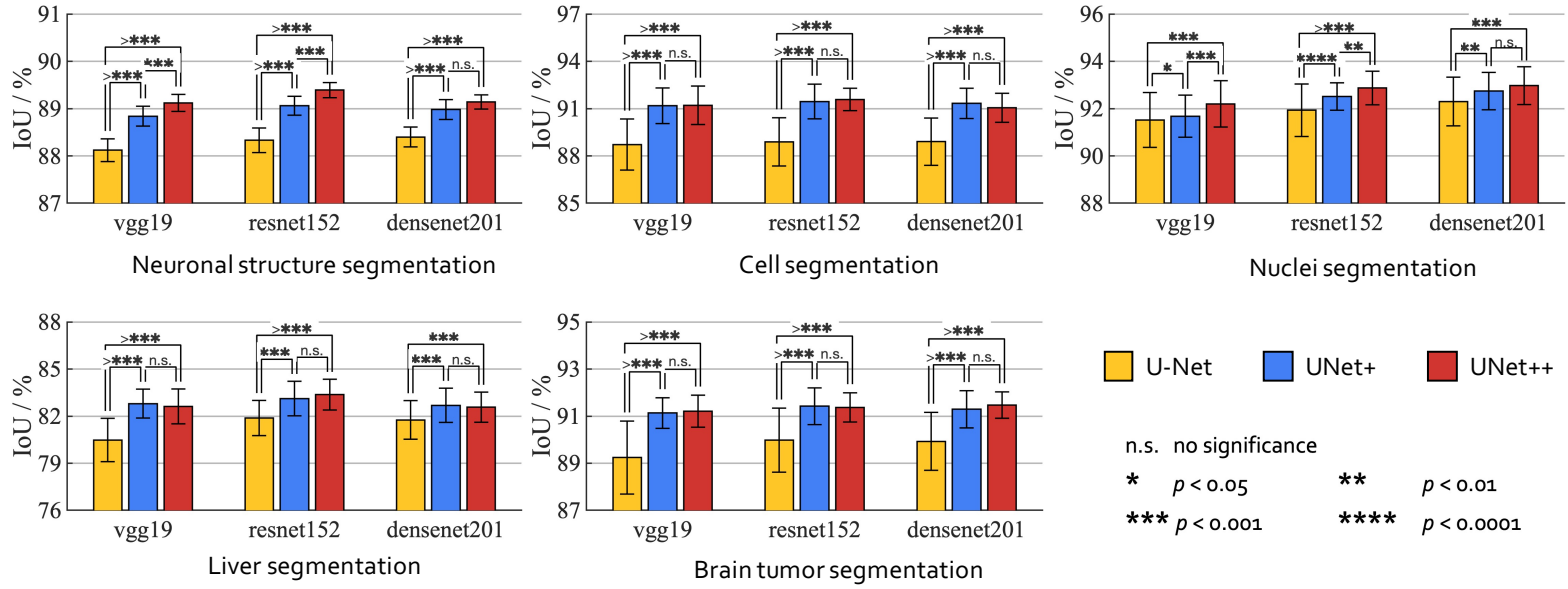 91
90
89
88
87
IoU / %
>***
>***
***
>***
>***
***
>***
>***
n.s.
vgg19 resnet152 densenet201
Neuronal structure segmentation
97
94
91
88
85
IoU / %
>***
>***
n.s.
>***
>***
n.s.
>***
>***
n.s.
vgg19 resnet152 densenet201
Cell segmentation
96
94
92
90
88
IoU / %
***
*
***
>***
****
**
***
**
n.s.
vgg19 resnet152 densenet201
Nuclei segmentation
88
85
82
79
76
IoU / %
>***
>***
n.s.
>***
***
n.s.
***
***
n.s.
vgg19 resnet152 densenet201
Liver segmentation
95
93
91
89
87
IoU / %
>***
>***
n.s.
>***
>***
n.s.
>***
>***
n.s.
vgg19 resnet152 densenet201
Brain tumor segmentation
U-Net UNet+ UNet++
n.s. no significance
* p < 0.05 ** p < 0.01
*** p < 0.001 **** p < 0.0001